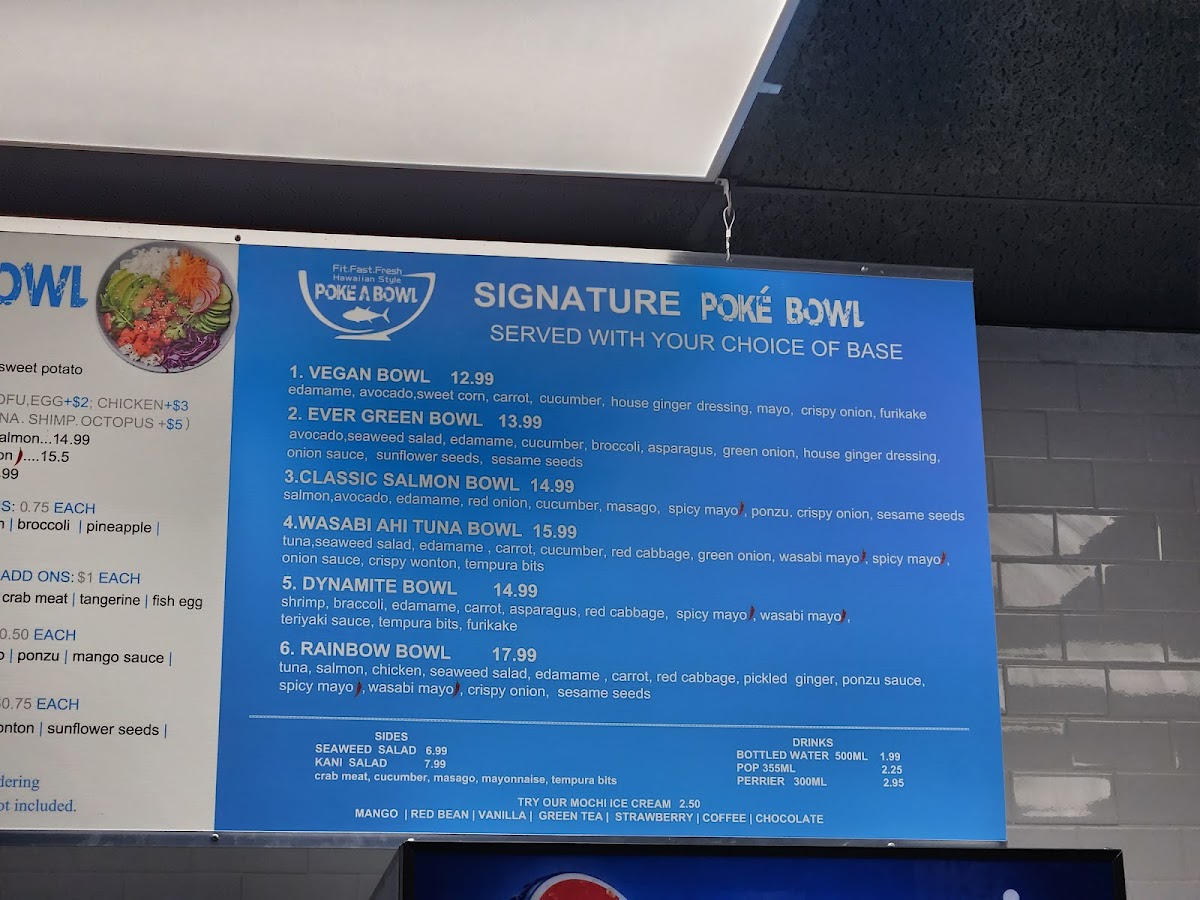 OWL
sweet potato
OFU,EGG+$2; CHICKEN+$3
NA. SHIMP. OCTOPUS +$5 )
almon...14.99
on....15.5
.99
S: 0.75 EACH
| broccoli | pineapple |
ADD ONS: $1 EACH
crab meat | tangerine | fish egg
0.50 EACH
| ponzu | mango sauce |
0.75 EACH
onton | sunflower seeds |
dering
ot included.
Fit.Fast.Fresh
Hawaiian Style
POKE A BOWL
SIGNATURE POKÉ BOWL
SERVED WITH YOUR CHOICE OF BASE
1. VEGAN BOWL 12.99
edamame, avocado,sweet corn, carrot, cucumber, house ginger dressing, mayo, crispy onion, furikake
2. EVER GREEN BOWL 13.99
avocado,seaweed salad, edamame, cucumber, broccoli, asparagus, green onion, house ginger dressing,
onion sauce, sunflower seeds, sesame seeds
3.CLASSIC SALMON BOWL 14.99
salmon,avocado, edamame, red onion, cucumber, masago, spicy mayo, ponzu. crispy onion, sesame seeds
4.WASABI AHI TUNA BOWL 15.99
tuna,seaweed salad, edamame , carrot, cucumber, red cabbage, green onion, wasabi mayo, spicy mayo,
onion sauce, crispy wonton, tempura bits
5. DYNAMITE BOWL 14.99
shrimp, braccoli, edamame, carrot, asparagus, red cabbage, spicy mayo, wasabi mayo,
teriyaki sauce, tempura bits, furikake
6. RAINBOW BOWL 17.99
tuna, salmon, chicken, seaweed salad, edamame , carrot, red cabbage, pickled ginger, ponzu sauce,
spicy mayo, wasabi mayo, crispy onion, sesame seeds
SIDES
SEAWEED SALAD 6.99
KANI SALAD 7.99
crab meat, cucumber, masago, mayonnaise, tempura bits
DRINKS
BOTTLED WATER 500ML 1.99
POP 355ML 2.25
PERRIER 300ML 2.95
TRY OUR MOCHI ICE CREAM 2.50
MANGO | RED BEAN | VANILLA | GREEN TEA | STRAWBERRY | COFFEE | CHOCOLATE